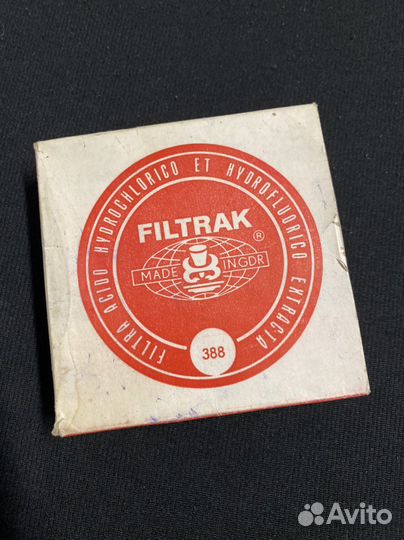 FILTRA ACIDO HYDROCHLORICO ET HYDROFLUORICO EXTRACTA
FILTRAK
®
MADE IN GDR
388
Avito